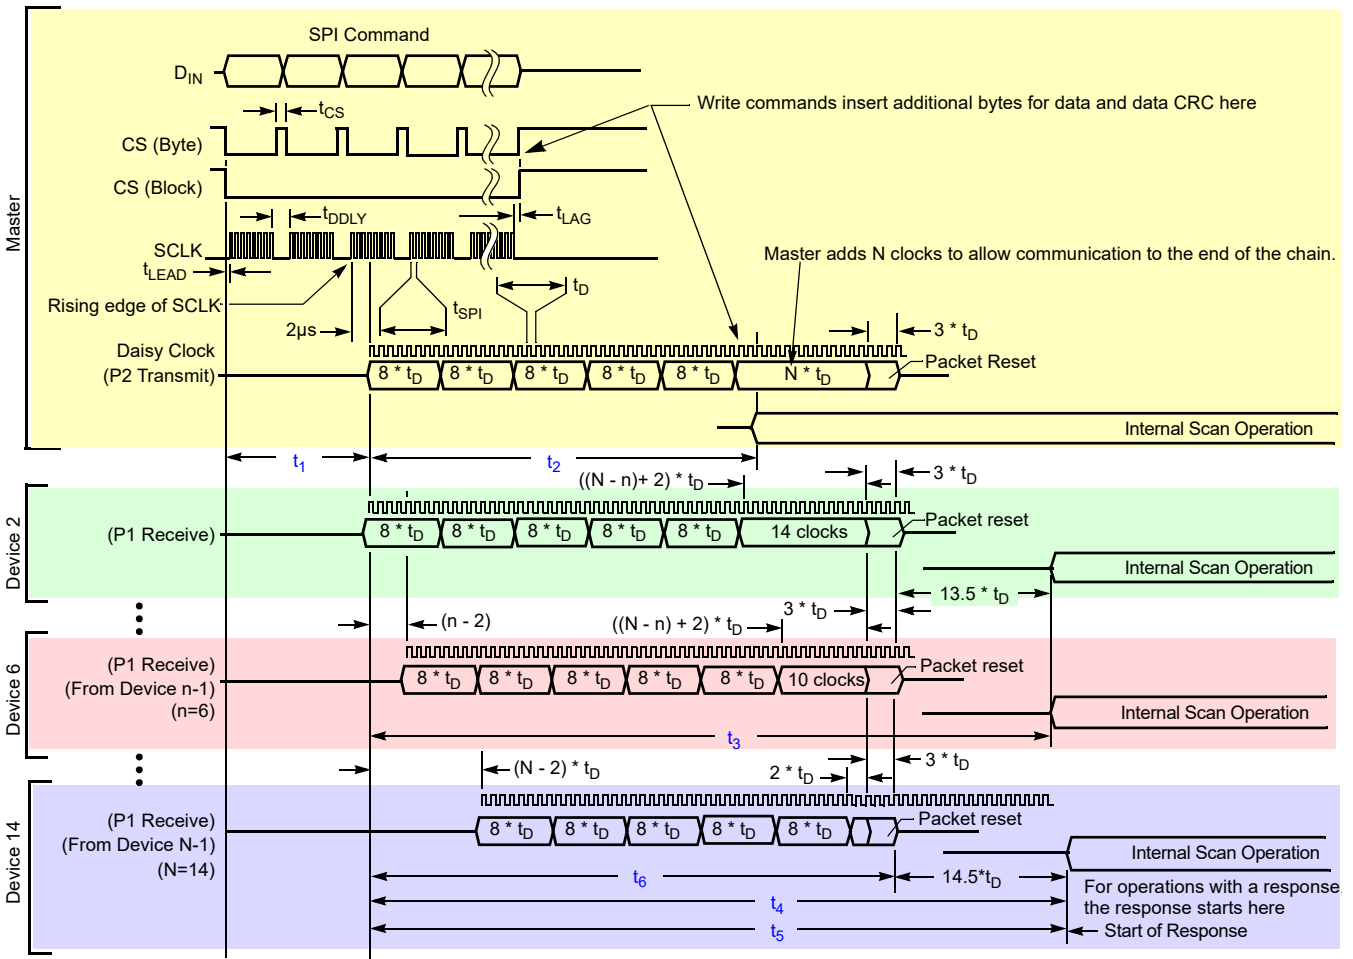 SPI Command
DIN
tCS
Write commands insert additional bytes for data and data CRC here
CS (Byte)
CS (Block)
tDDLY
tLAG
SCLK
Master adds N clocks to allow communication to the end of the chain.
tLEAD
tD
Rising edge of SCLK
tSPI
2µs
3 * tD
Daisy Clock
(P2 Transmit)
8 * tD 8 * tD 8 * tD 8 * tD 8 * tD N * tD
Packet Reset
Internal Scan Operation
Master
t1
t2
((N - n)+ 2) * tD
3 * tD
Device 2
(P1 Receive)
8 * tD 8 * tD 8 * tD 8 * tD 8 * tD 14 clocks
Packet reset
Internal Scan Operation
13.5 * tD
3 * tD
(n - 2)
((N - n) + 2) * tD
Device 6
(P1 Receive)
(From Device n-1)
(n=6)
8 * tD 8 * tD 8 * tD 8 * tD 8 * tD 10 clocks
Packet reset
Internal Scan Operation
t3
(N - 2) * tD
2 * tD
3 * tD
Device 14
(P1 Receive)
(From Device N-1)
(N=14)
8 * tD 8 * tD 8 * tD 8 * tD 8 * tD
Packet reset
Internal Scan Operation
t6
14.5*tD
For operations with a response
the response starts here
t4
t5
Start of Response